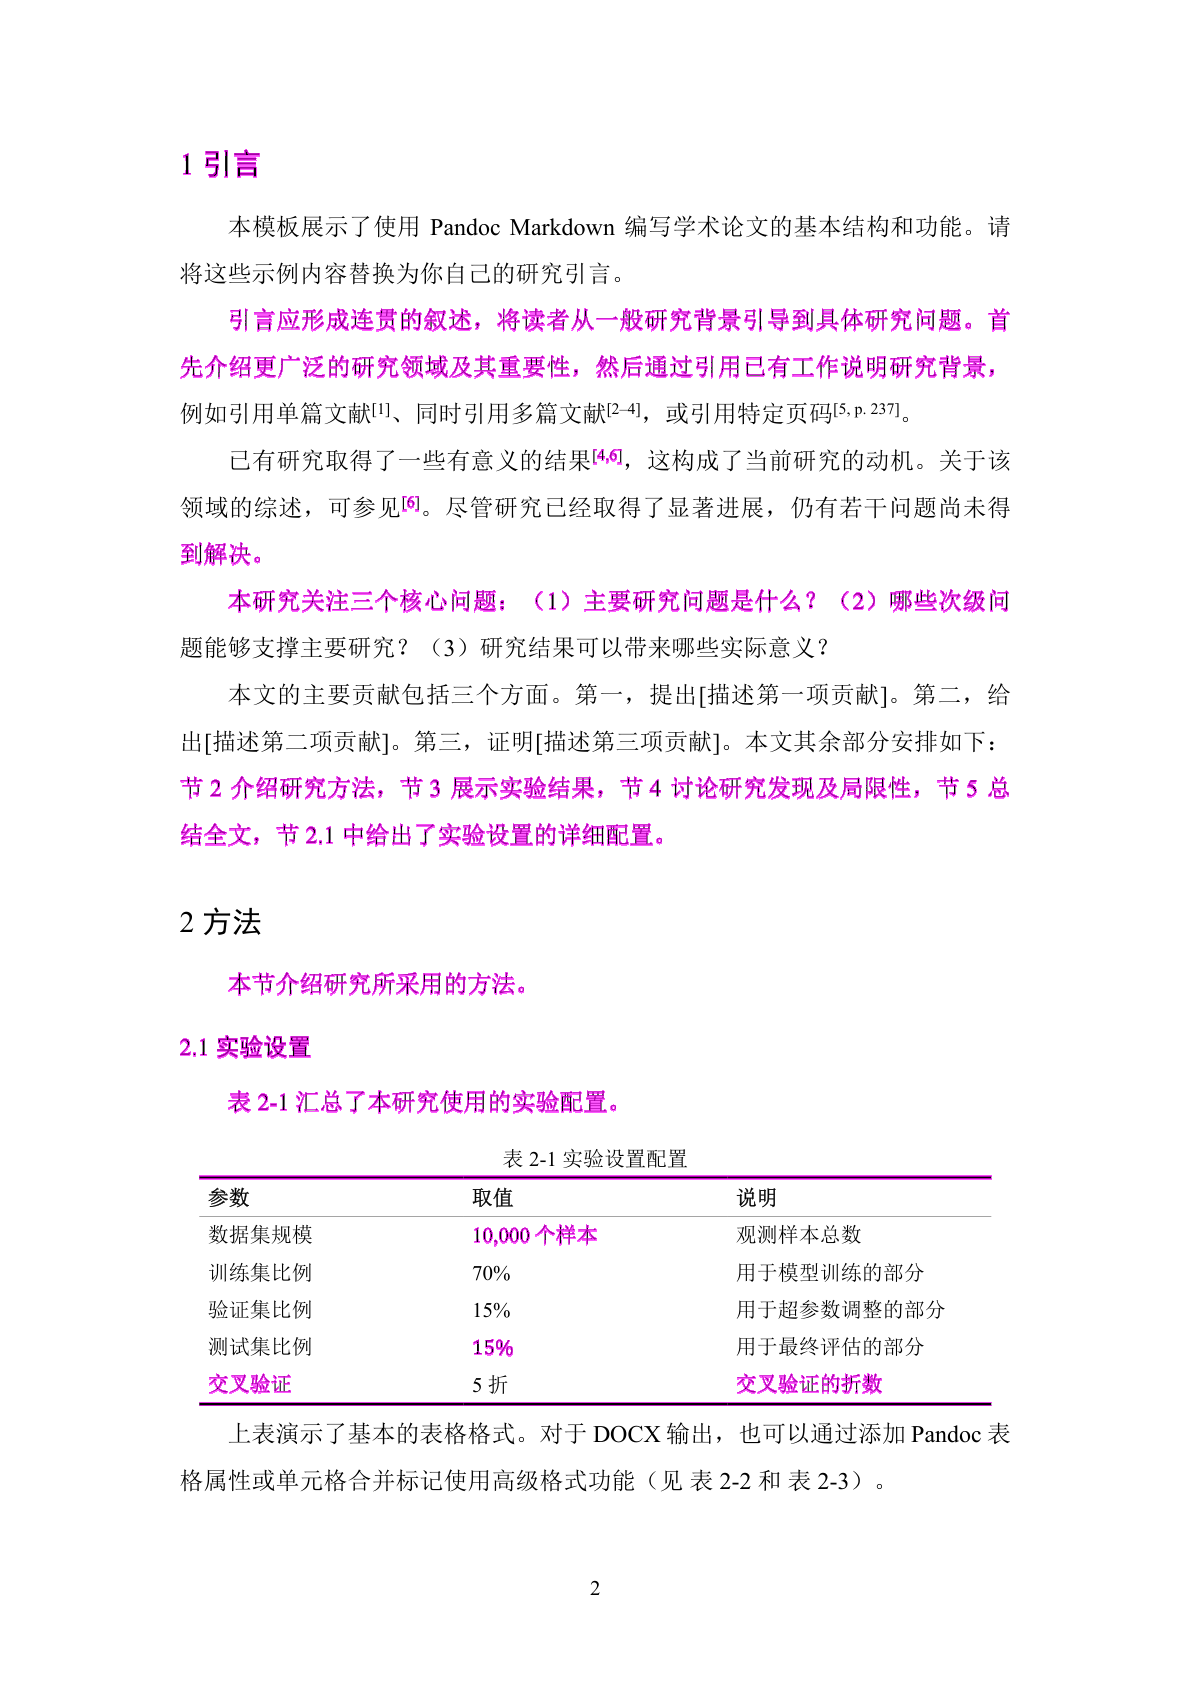 1 引言
本模板展示了使用 Pandoc Markdown 编写学术论文的基本结构和功能。请
将这些示例内容替换为你自己的研究引言。
引言应形成连贯的叙述，将读者从一般研究背景引导到具体研究问题。首
先介绍更广泛的研究领域及其重要性，然后通过引用已有工作说明研究背景，
例如引用单篇文献[1]、同时引用多篇文献[2–4]，或引用特定页码[5, p. 237]。
已有研究取得了一些有意义的结果[4,6]，这构成了当前研究的动机。关于该
领域的综述，可参见[6]。尽管研究已经取得了显著进展，仍有若干问题尚未得
到解决。
本研究关注三个核心问题：（1）主要研究问题是什么？（2）哪些次级问
题能够支撑主要研究？（3）研究结果可以带来哪些实际意义？
本文的主要贡献包括三个方面。第一，提出[描述第一项贡献]。第二，给
出[描述第二项贡献]。第三，证明[描述第三项贡献]。本文其余部分安排如下：
节 2 介绍研究方法，节 3 展示实验结果，节 4 讨论研究发现及局限性，节 5 总
结全文，节 2.1 中给出了实验设置的详细配置。
2 方法
本节介绍研究所采用的方法。
2.1 实验设置
表 2-1 汇总了本研究使用的实验配置。
表 2-1 实验设置配置
参数 取值 说明
数据集规模 10,000 个样本 观测样本总数
训练集比例 70% 用于模型训练的部分
验证集比例 15% 用于超参数调整的部分
测试集比例 15% 用于最终评估的部分
交叉验证 5 折 交叉验证的折数
上表演示了基本的表格格式。对于 DOCX 输出，也可以通过添加 Pandoc 表
格属性或单元格合并标记使用高级格式功能（见 表 2-2 和 表 2-3）。
2